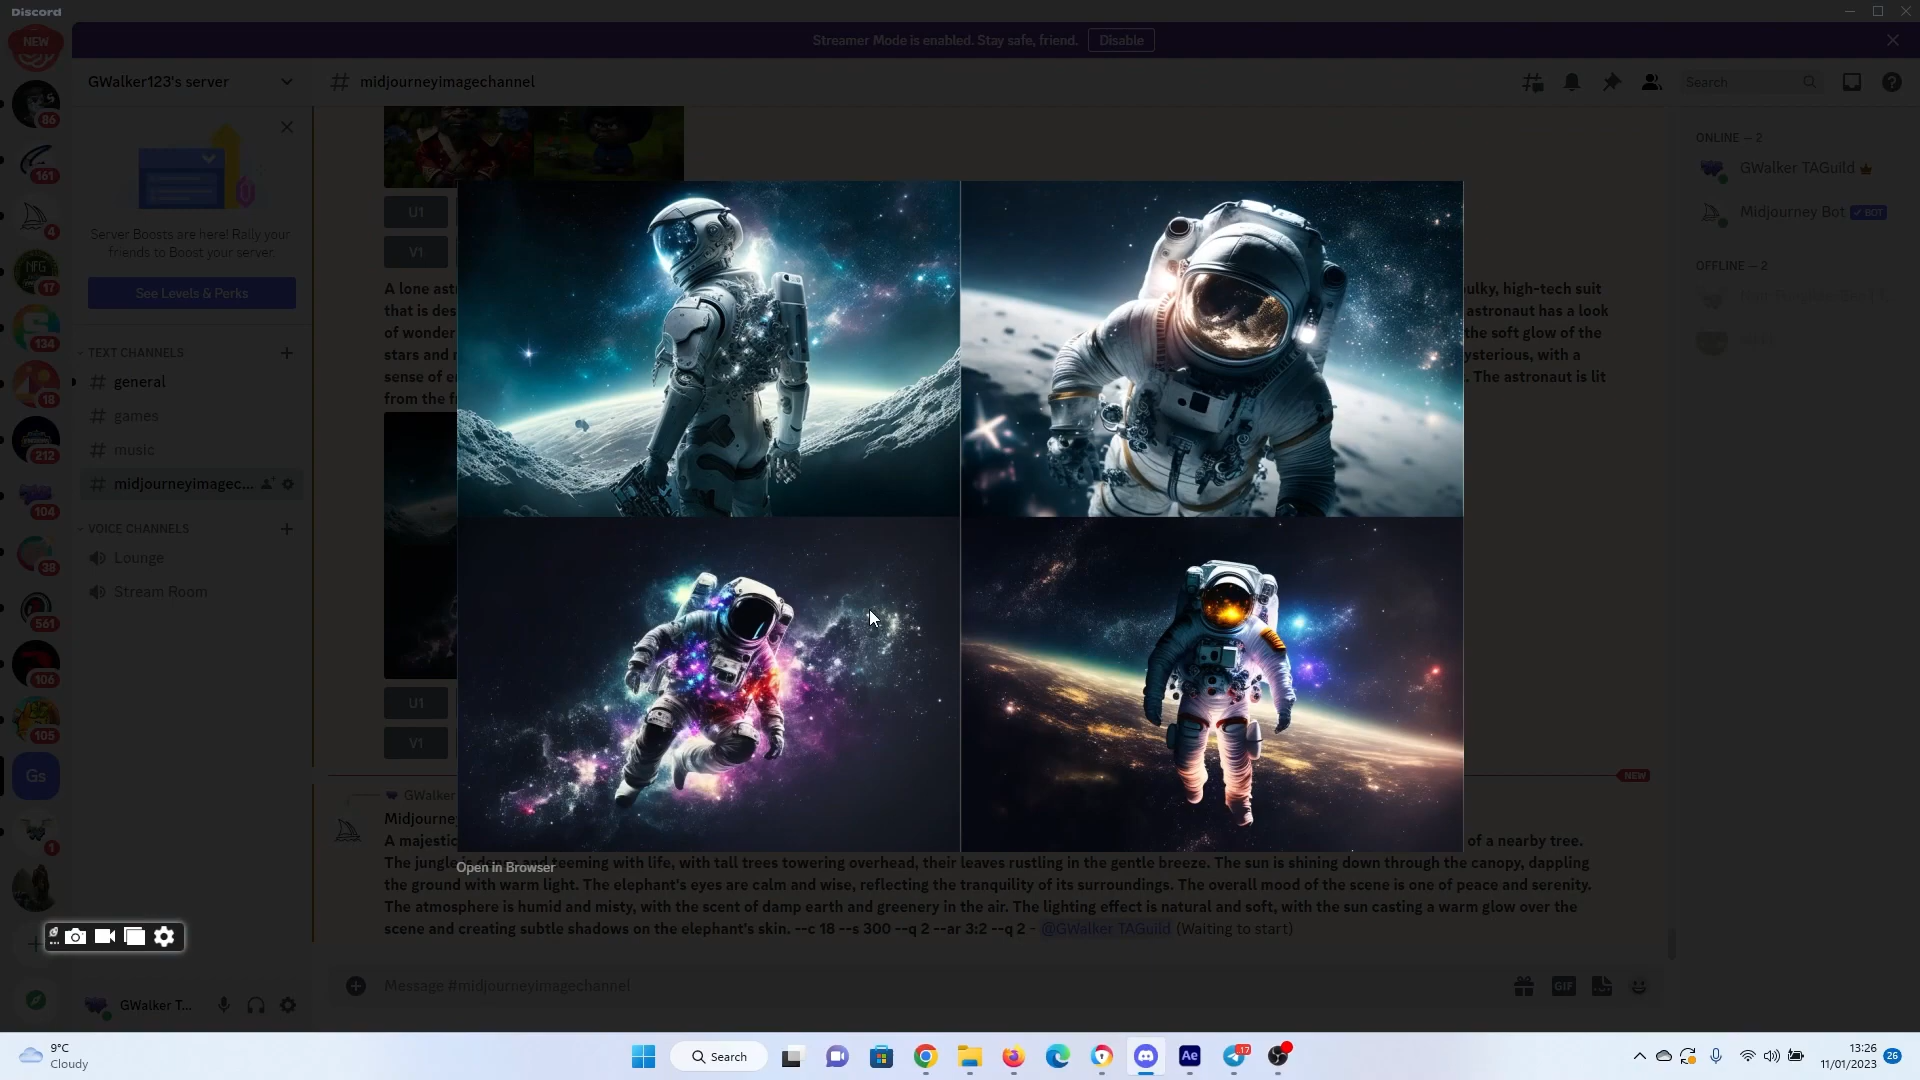 Discord
NEW
Streamer Mode is enabled. Stay safe, friend.
Disable
GWalker123's server
midjourneyimagechannel
Search
86
161
4
NFG
17
134
18
212
104
38
561
106
105
Gs
1
Server Boosts are here! Rally your
friends to Boost your server.
See Levels & Perks
TEXT CHANNELS
general
games
music
midjourneyimagec...
VOICE CHANNELS
Lounge
Stream Room
U1
V1
A lone ast
that is des
of wonder
stars and
sense of e
from the f
ulky, high-tech suit
astronaut has a look
the soft glow of the
ysterious, with a
. The astronaut is lit
U1
V1
NEW
GWalker
Midjourne
A majestic
of a nearby tree.
The jungle is dense and teeming with life, with tall trees towering overhead, their leaves rustling in the gentle breeze. The sun is shining down through the canopy, dappling
Open in Browser
the ground with warm light. The elephant's eyes are calm and wise, reflecting the tranquility of its surroundings. The overall mood of the scene is one of peace and serenity.
The atmosphere is humid and misty, with the scent of damp earth and greenery in the air. The lighting effect is natural and soft, with the sun casting a warm glow over the
scene and creating subtle shadows on the elephant's skin. --c 18 --s 300 --q 2 --ar 3:2 --q 2 - @GWalker TAGuild (Waiting to start)
Message #midjourneyimagechannel
GIF
ONLINE — 2
GWalker TAGuild
Midjourney Bot
BOT
OFFLINE — 2
GWalker T...
9°C
Cloudy
Search
Ae
17
13:26
11/01/2023
26